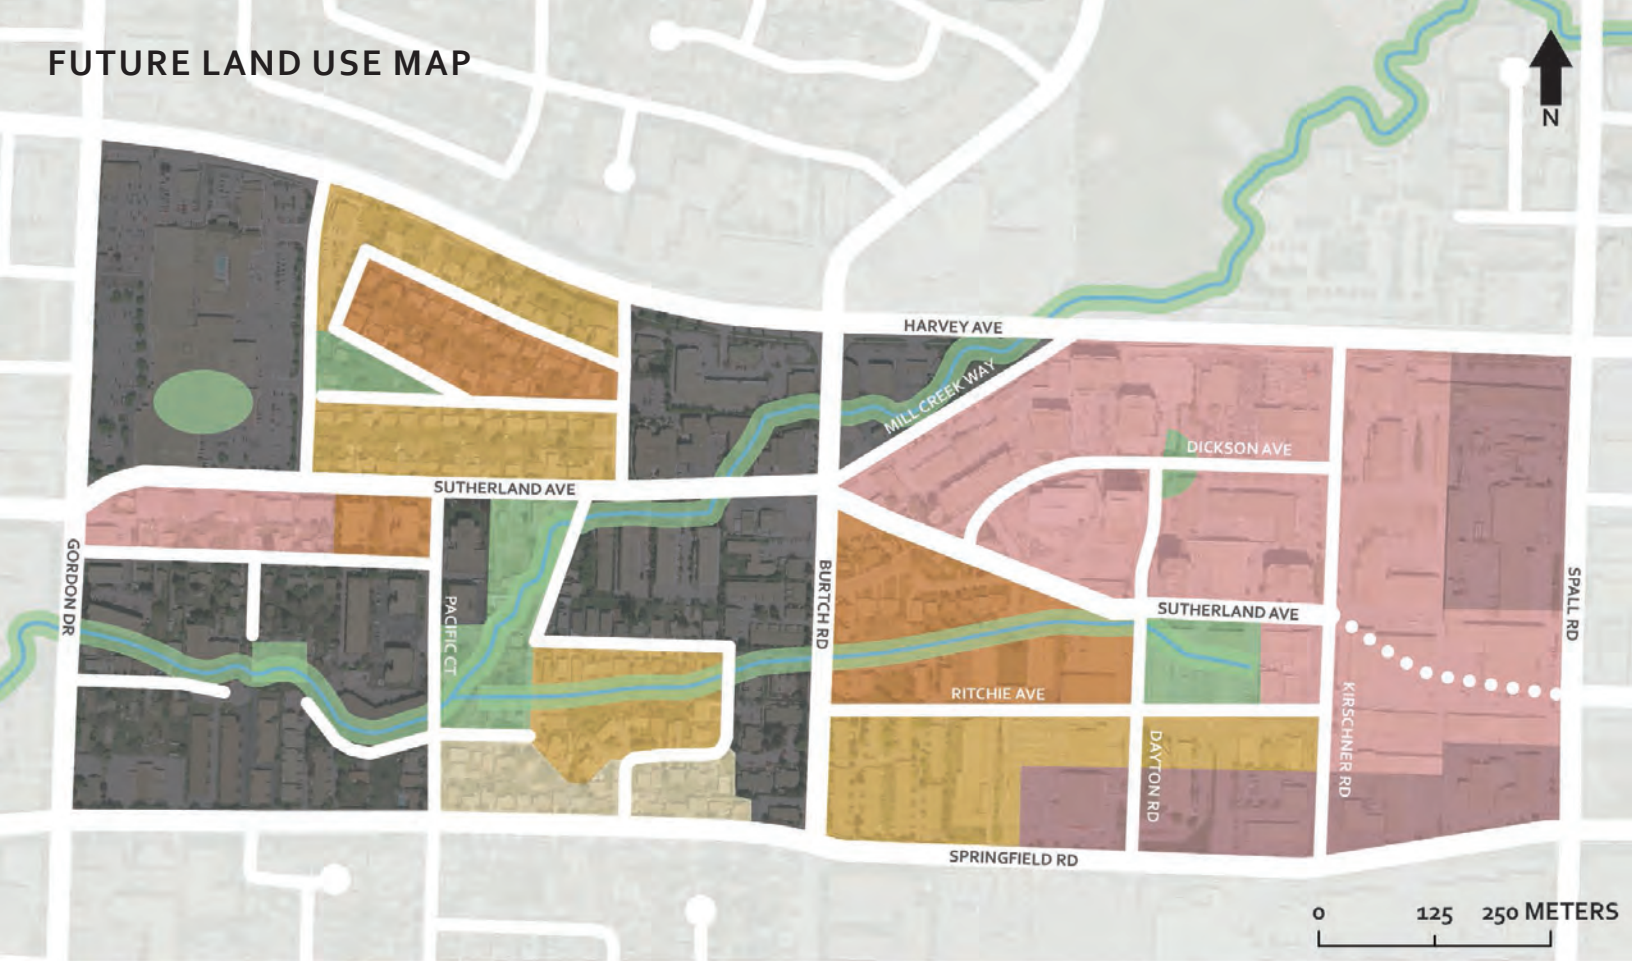 FUTURE LAND USE MAP
N
HARVEY AVE
MILL CREEK WAY
DICKSON AVE
SUTHERLAND AVE
GORDON DR
PACIFIC CT
BURTCH RD
SPALL RD
SUTHERLAND AVE
RITCHIE AVE
KIRSCHNER RD
DAYTON RD
SPRINGFIELD RD
0 125 250 METERS